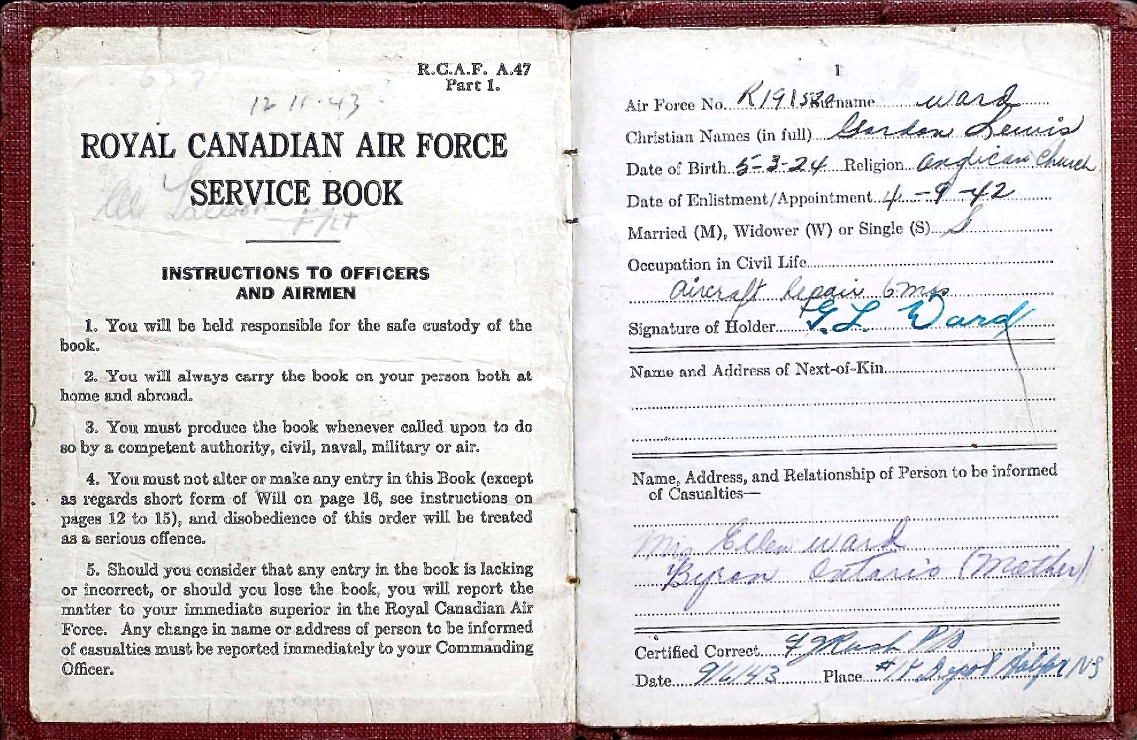 R.C.A.F. A.47
Part 1.
12 11·43
ROYAL CANADIAN AIR FORCE
SERVICE BOOK
F/Lt
INSTRUCTIONS TO OFFICERS
AND AIRMEN
1. You will be held responsible for the safe custody of the
book.
2. You will always carry the book on your person both at
home and abroad.
3. You must produce the book whenever called upon to do
so by a competent authority, civil, naval, military or air.
4. You must not alter or make any entry in this Book (except
as regards short form of Will on page 16, see instructions on
pages 12 to 15), and disobedience of this order will be treated
as a serious offence.
5. Should you consider that any entry in the book is lacking
or incorrect, or should you lose the book, you will report the
matter to your immediate superior in the Royal Canadian Air
Force. Any change in name or address of person to be informed
of casualties must be reported immediately to your Commanding
Officer.
1
Air Force No. Surname Ward
Christian Names (in full) Gordon Lewis
Date of Birth 5-3-24 Religion Anglican Church
Date of Enlistment/Appointment 4-9-42
Married (M), Widower (W) or Single (S) S
Occupation in Civil Life
Aircraft Repair 6 mos
Signature of Holder G. L. Ward
Name and Address of Next-of-Kin
Name, Address, and Relationship of Person to be informed
of Casualties—
Ellen Ward
Byron Ontario (Mother)
Certified Correct
Date 9/6/43 Place Halifax NS